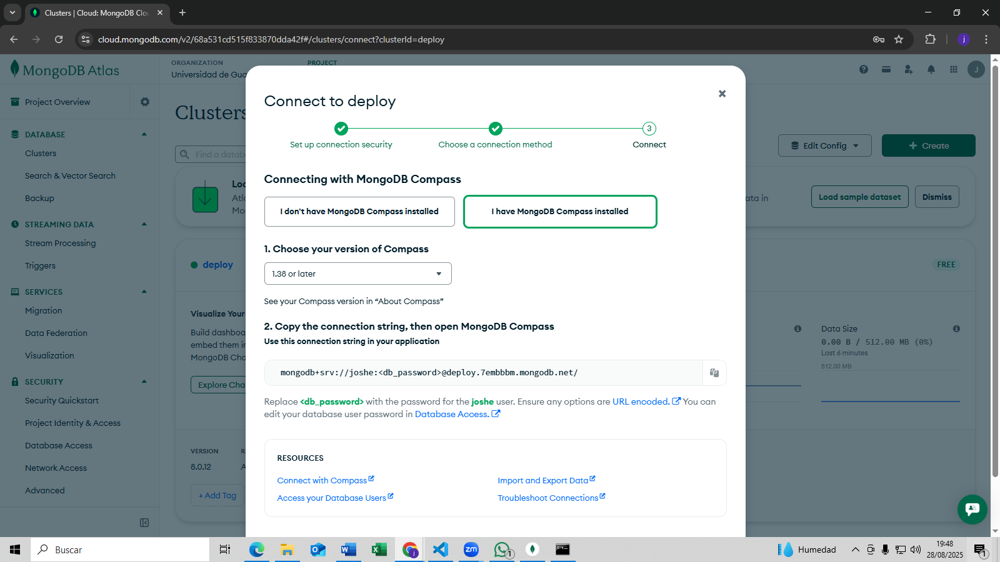 Clusters | Cloud: MongoDB Clou
cloud.mongodb.com/v2/68a531cd515f833870dda42f#/clusters/connect?clusterId=deploy
j
MongoDB Atlas
ORGANIZATION
Universidad de Gua
PROJECT
J
Project Overview
DATABASE
Clusters
Search & Vector Search
Backup
STREAMING DATA
Stream Processing
Triggers
SERVICES
Migration
Data Federation
Visualization
SECURITY
Security Quickstart
Project Identity & Access
Database Access
Network Access
Advanced
Clusters
Find a databa
Edit Config
+ Create
Loa
Atla
Mo
ata in
Load sample dataset
Dismiss
deploy
FREE
Visualize Your
Build dashboa
embed them in
MongoDB Cha
Explore Cha
Data Size
0.00 B / 512.00 MB (0%)
Last 6 minutes
512.00 MB
VERSION
8.0.12
R
A
+ Add Tag
Connect to deploy
Set up connection security
Choose a connection method
3
Connect
Connecting with MongoDB Compass
I don't have MongoDB Compass installed
I have MongoDB Compass installed
1. Choose your version of Compass
1.38 or later
See your Compass version in “About Compass”
2. Copy the connection string, then open MongoDB Compass
Use this connection string in your application
mongodb+srv://joshe:<db_password>@deploy.7embbbm.mongodb.net/
Replace <db_password> with the password for the joshe user. Ensure any options are URL encoded. You can
edit your database user password in Database Access.
RESOURCES
Connect with Compass
Import and Export Data
Access your Database Users
Troubleshoot Connections
Buscar
zm
1
Humedad
19:48
28/08/2025
1